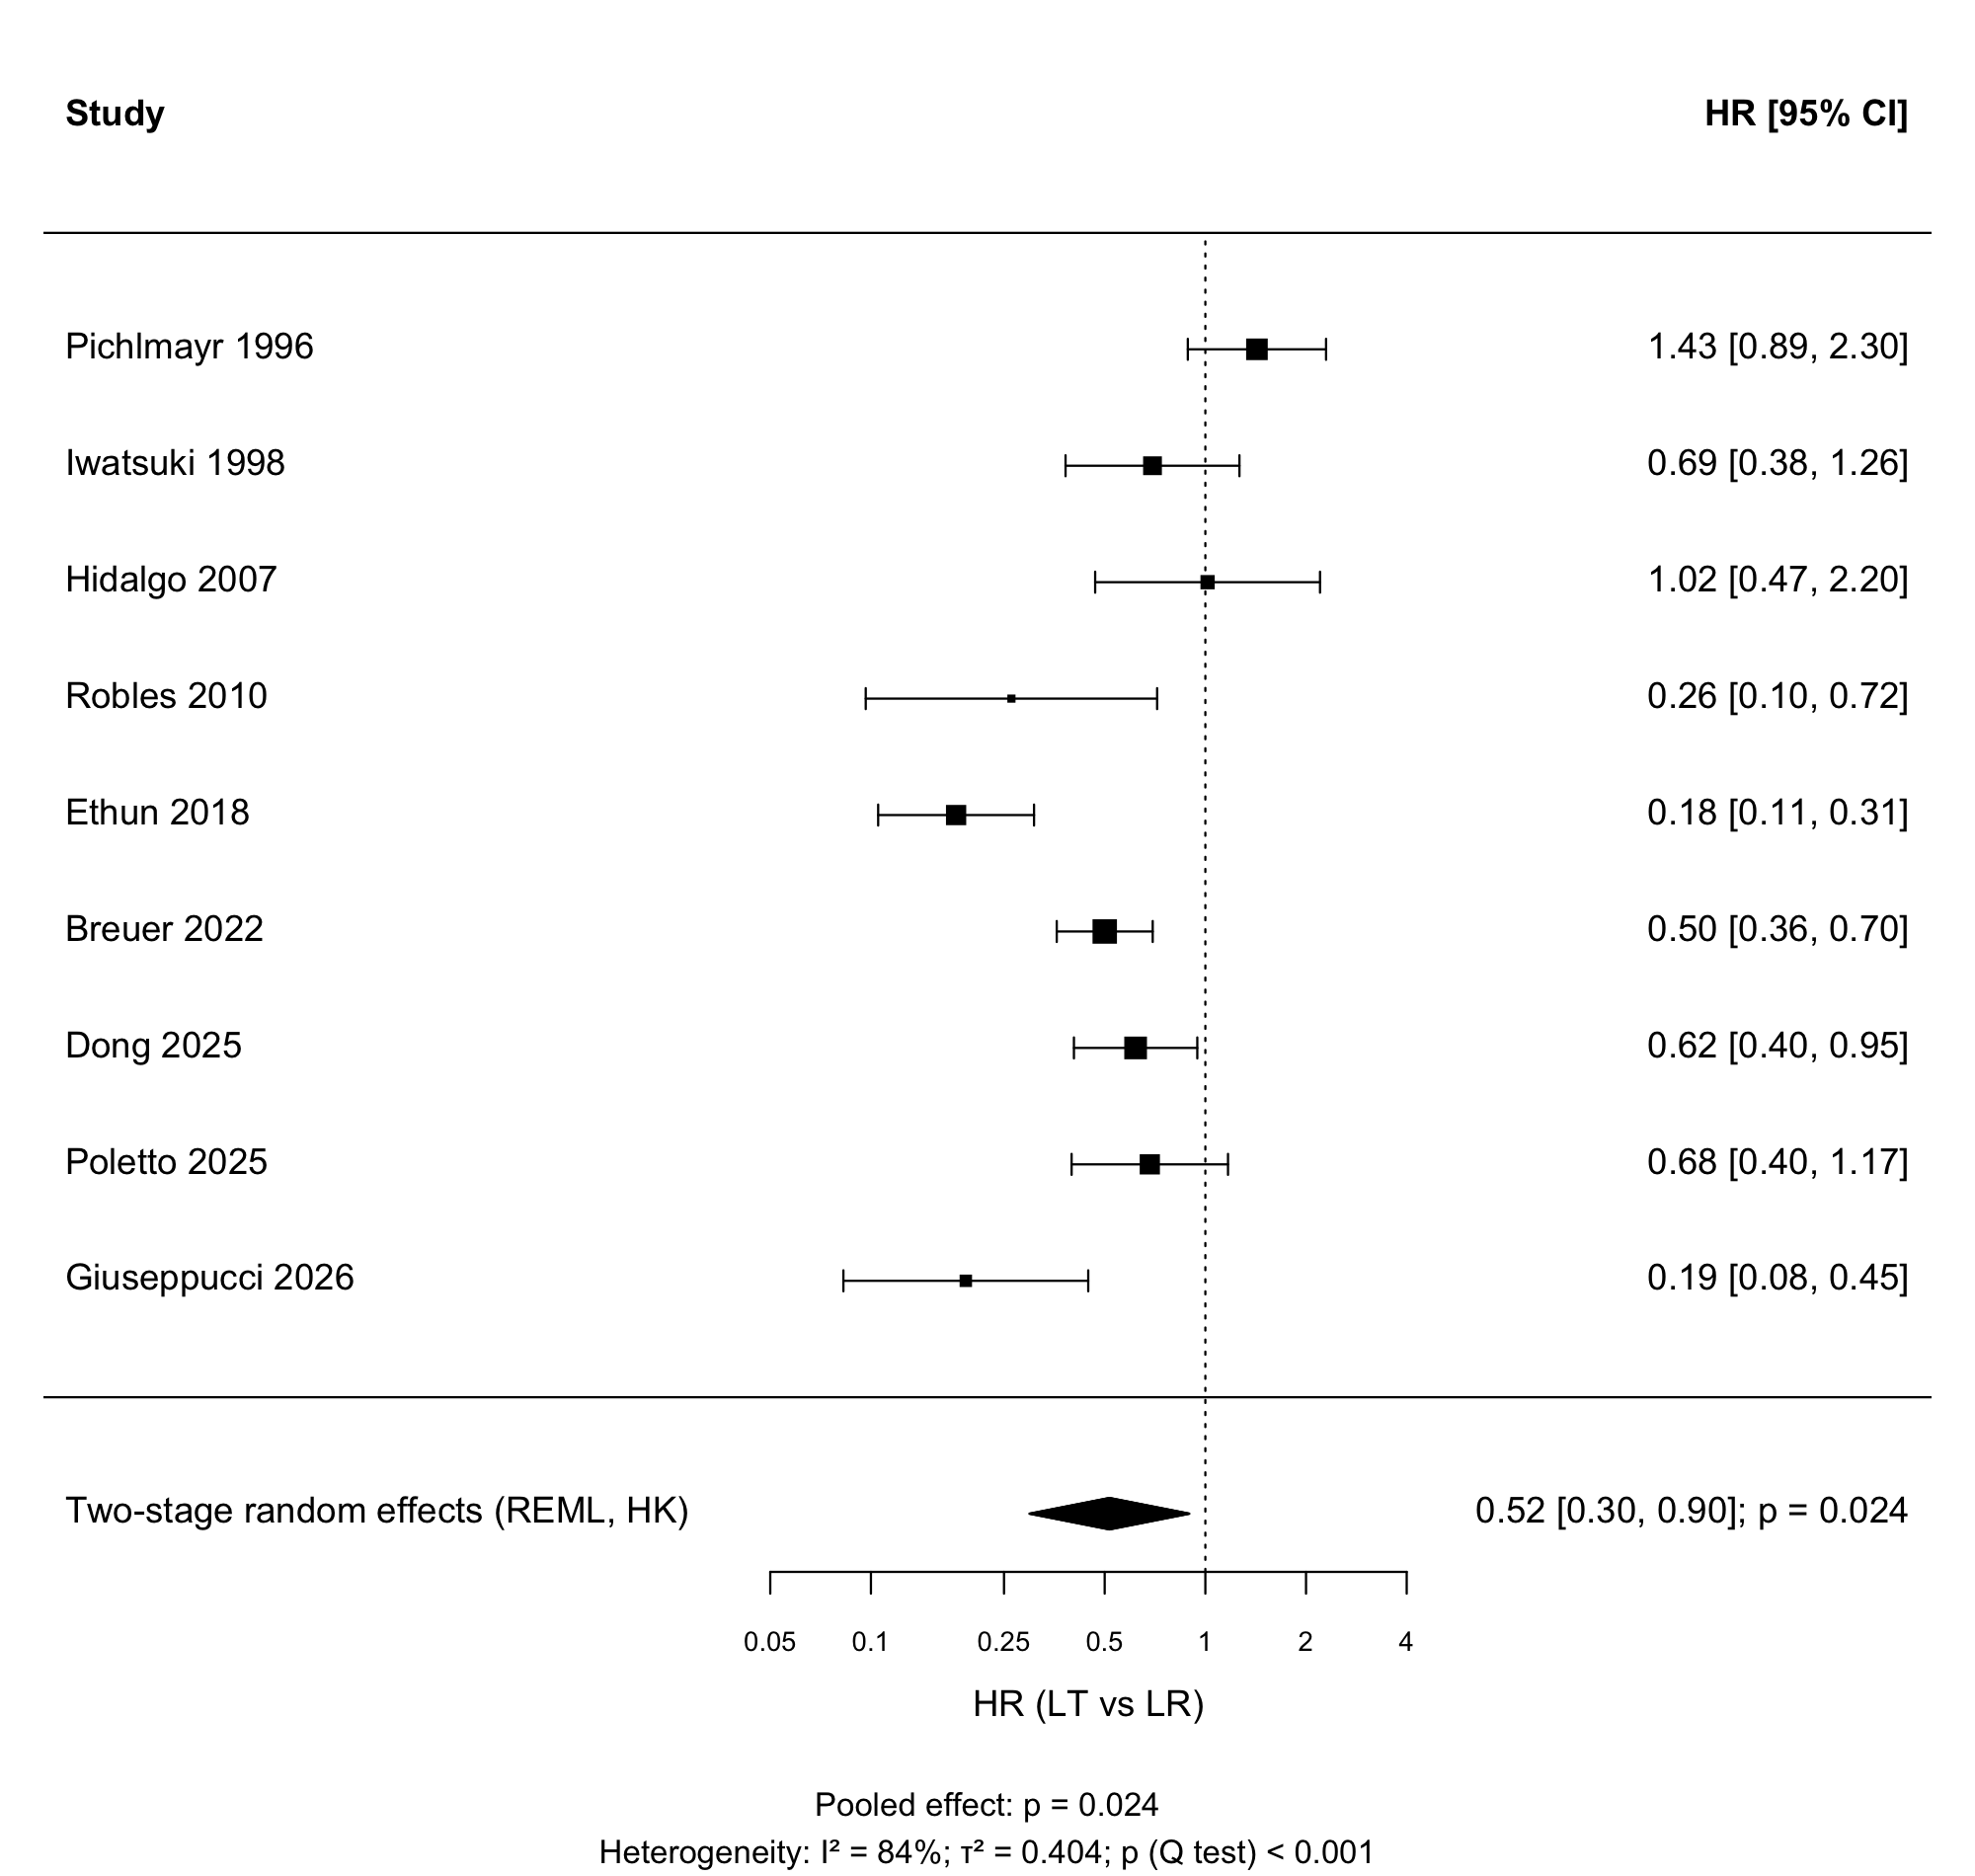 Study HR [95% CI]
Pichlmayr 1996 1.43 [0.89, 2.30]
Iwatsuki 1998 0.69 [0.38, 1.26]
Hidalgo 2007 1.02 [0.47, 2.20]
Robles 2010 0.26 [0.10, 0.72]
Ethun 2018 0.18 [0.11, 0.31]
Breuer 2022 0.50 [0.36, 0.70]
Dong 2025 0.62 [0.40, 0.95]
Poletto 2025 0.68 [0.40, 1.17]
Giuseppucci 2026 0.19 [0.08, 0.45]
Two-stage random effects (REML, HK) 0.52 [0.30, 0.90]; p = 0.024
0.05 0.1 0.25 0.5 1 2 4
HR (LT vs LR)
Pooled effect: p = 0.024
Heterogeneity: I² = 84%; τ² = 0.404; p (Q test) < 0.001